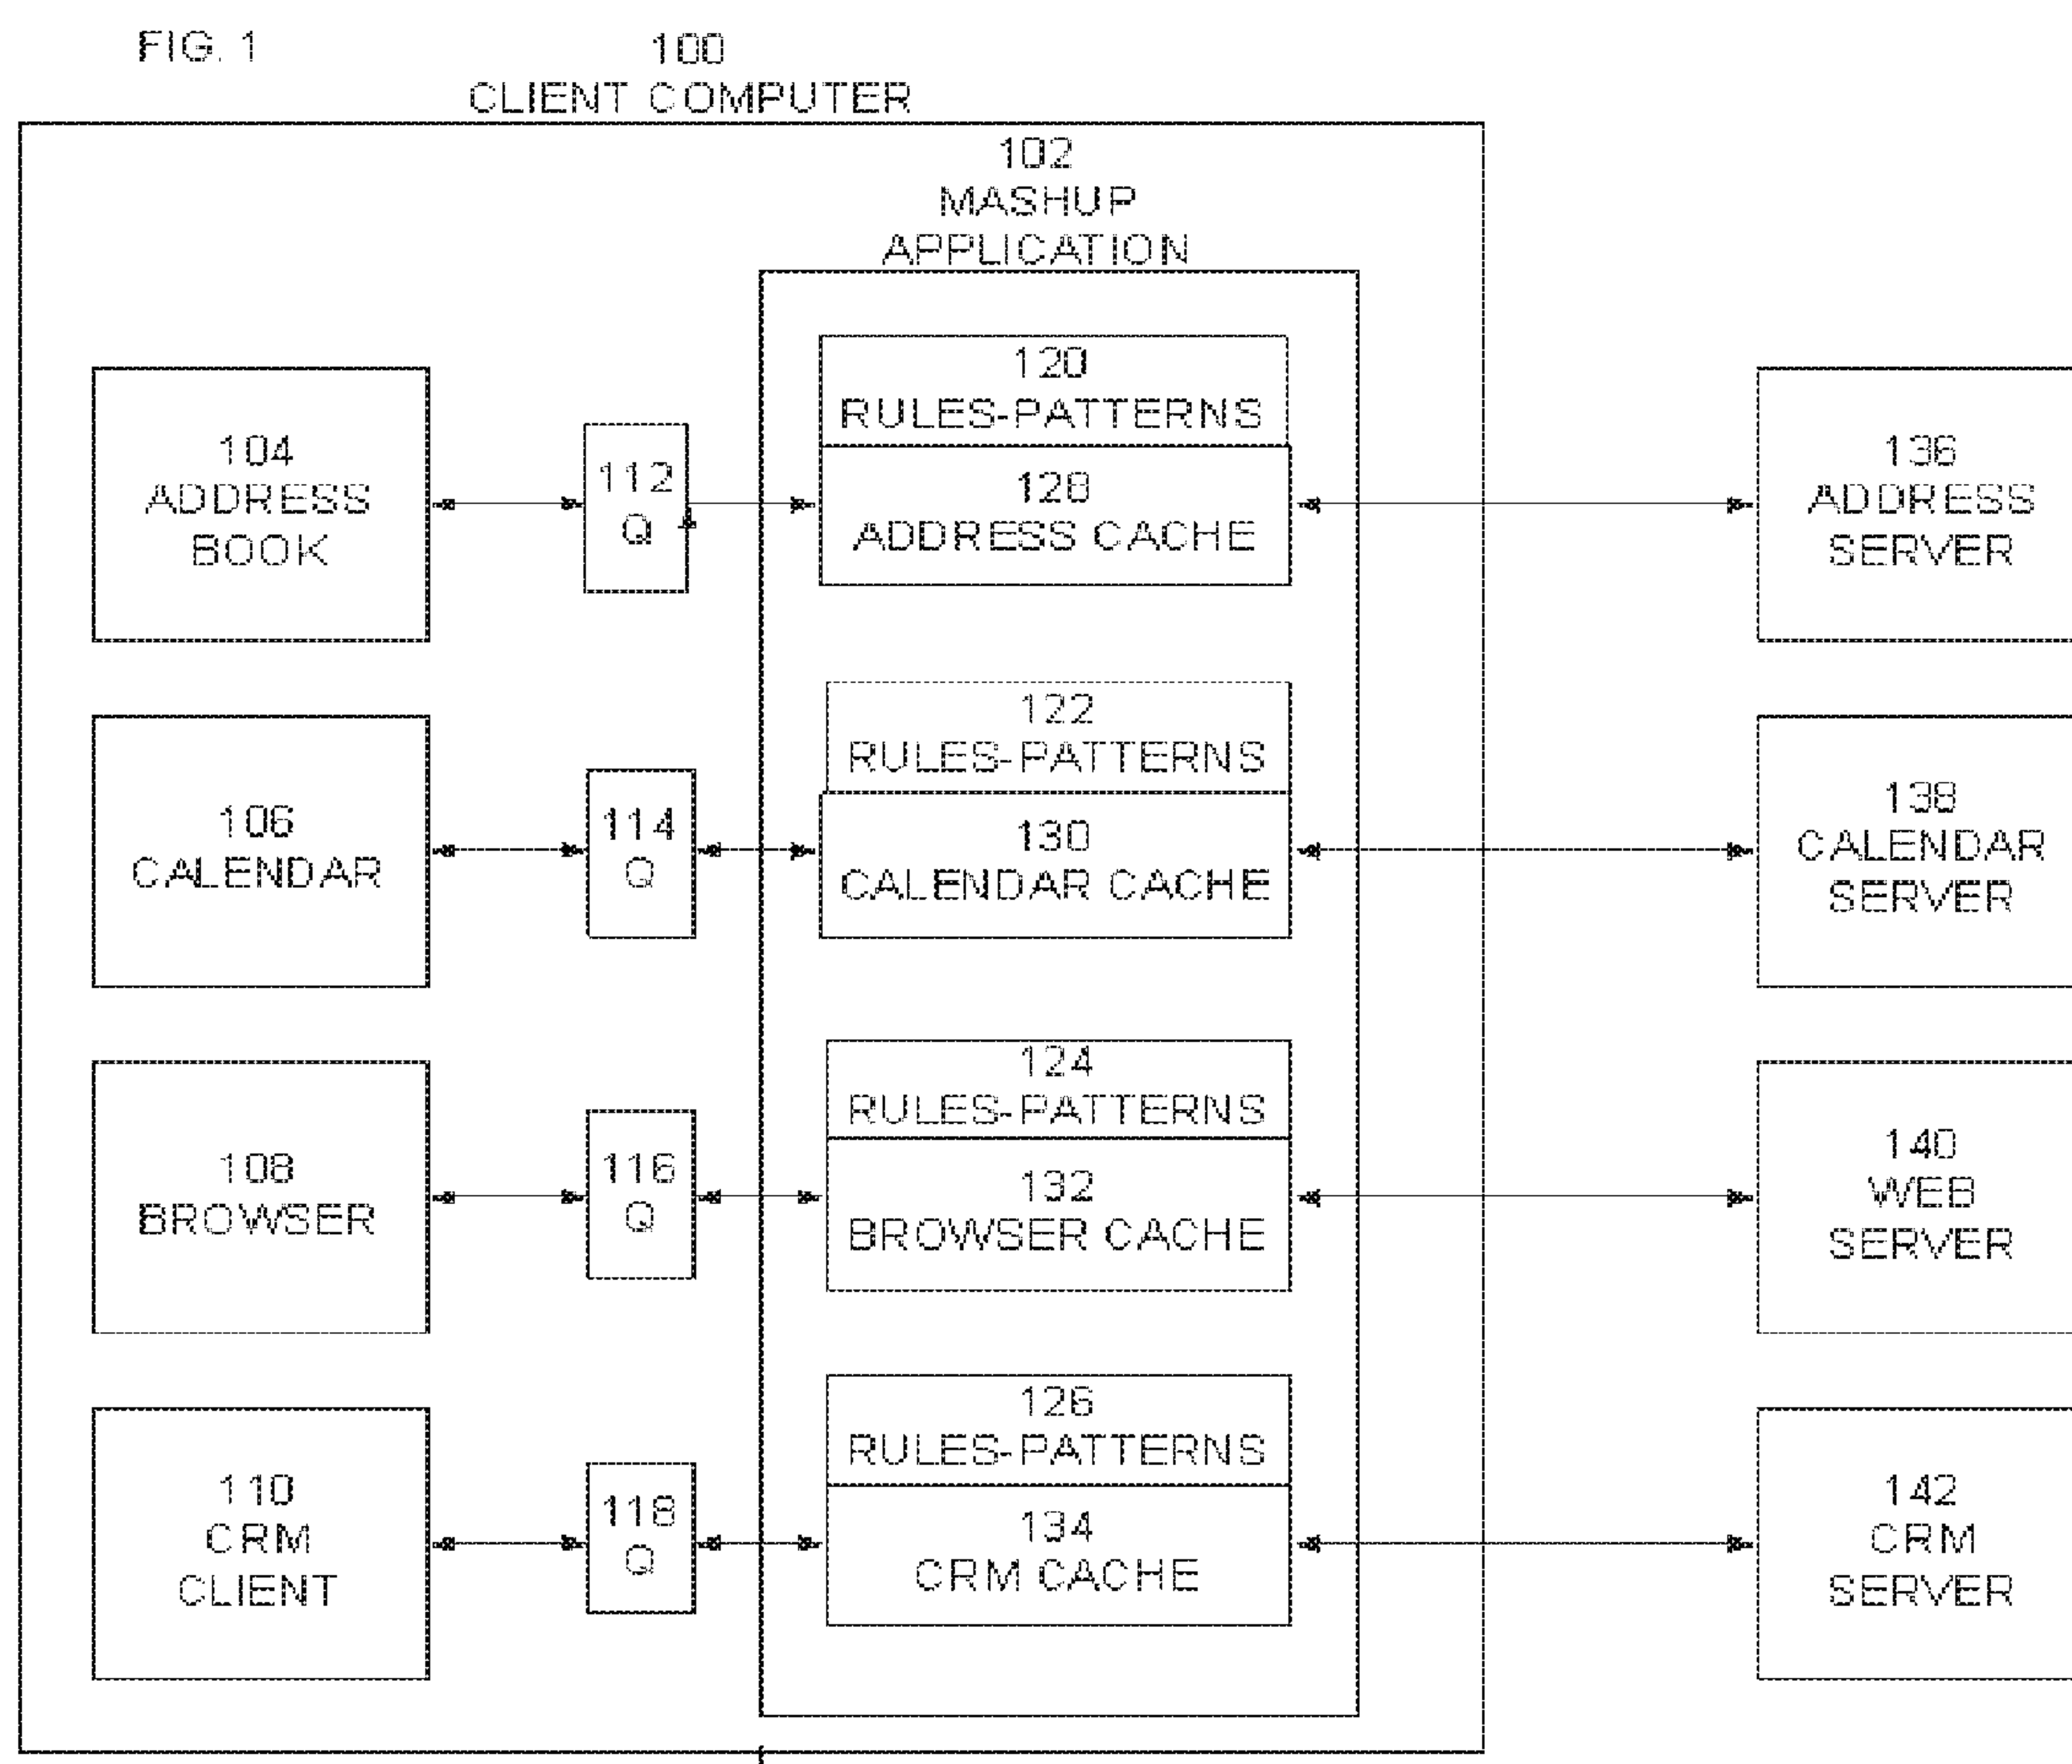 FIG. 1
100
CLIENT COMPUTER
102
MASHUP
APPLICATION
104
ADDRESS
BOOK
112
Q
120
RULES-PATTERNS
128
ADDRESS CACHE
136
ADDRESS
SERVER
106
CALENDAR
114
Q
122
RULES-PATTERNS
130
CALENDAR CACHE
138
CALENDAR
SERVER
108
BROWSER
116
Q
124
RULES-PATTERNS
132
BROWSER CACHE
140
WEB
SERVER
110
CRM
CLIENT
118
Q
126
RULES-PATTERNS
134
CRM CACHE
142
CRM
SERVER